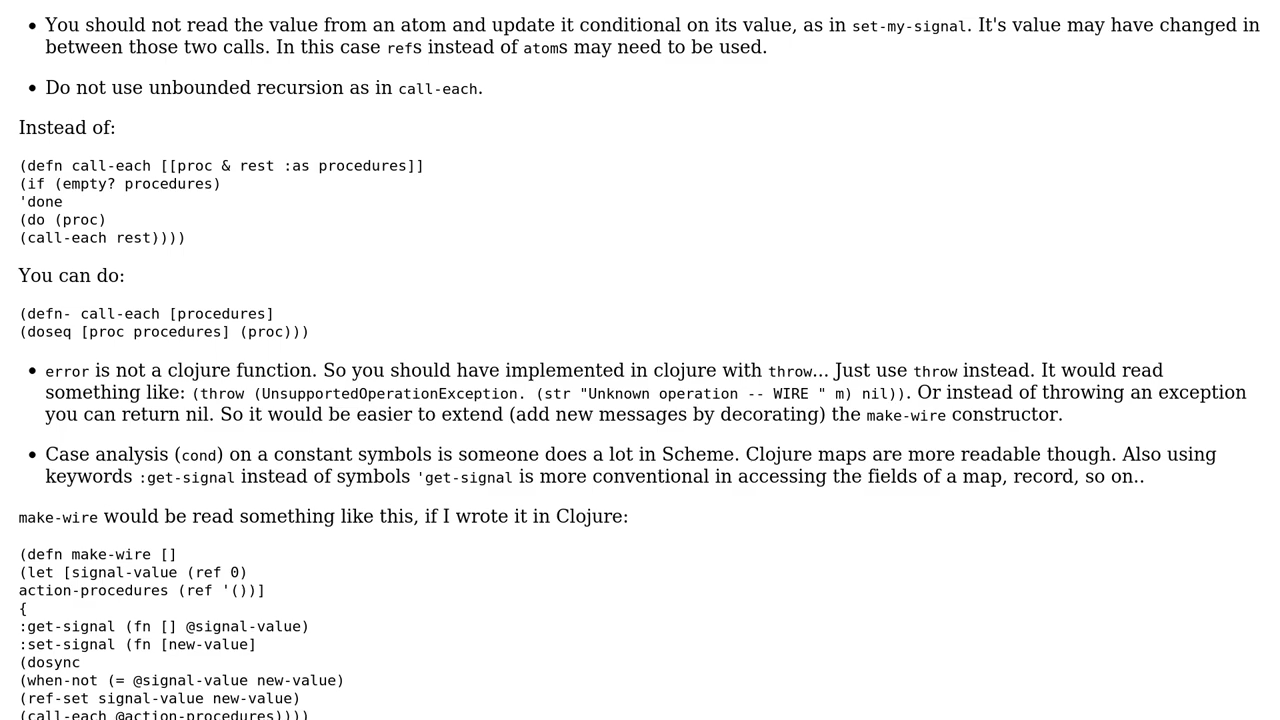 • You should not read the value from an atom and update it conditional on its value, as in set-my-signal. It's value may have changed in
between those two calls. In this case refs instead of atoms may need to be used.
• Do not use unbounded recursion as in call-each.
Instead of:
(defn call-each [[proc & rest :as procedures]]
(if (empty? procedures)
'done
(do (proc)
(call-each rest))))
You can do:
(defn- call-each [procedures]
(doseq [proc procedures] (proc)))
• error is not a clojure function. So you should have implemented in clojure with throw... Just use throw instead. It would read
something like: (throw (UnsupportedOperationException. (str "Unknown operation -- WIRE " m) nil)). Or instead of throwing an exception
you can return nil. So it would be easier to extend (add new messages by decorating) the make-wire constructor.
• Case analysis (cond) on a constant symbols is someone does a lot in Scheme. Clojure maps are more readable though. Also using
keywords :get-signal instead of symbols 'get-signal is more conventional in accessing the fields of a map, record, so on..
make-wire would be read something like this, if I wrote it in Clojure:
(defn make-wire []
(let [signal-value (ref 0)
action-procedures (ref '())]
{
:get-signal (fn [] @signal-value)
:set-signal (fn [new-value]
(dosync
(when-not (= @signal-value new-value)
(ref-set signal-value new-value)
(call-each @action-procedures))))